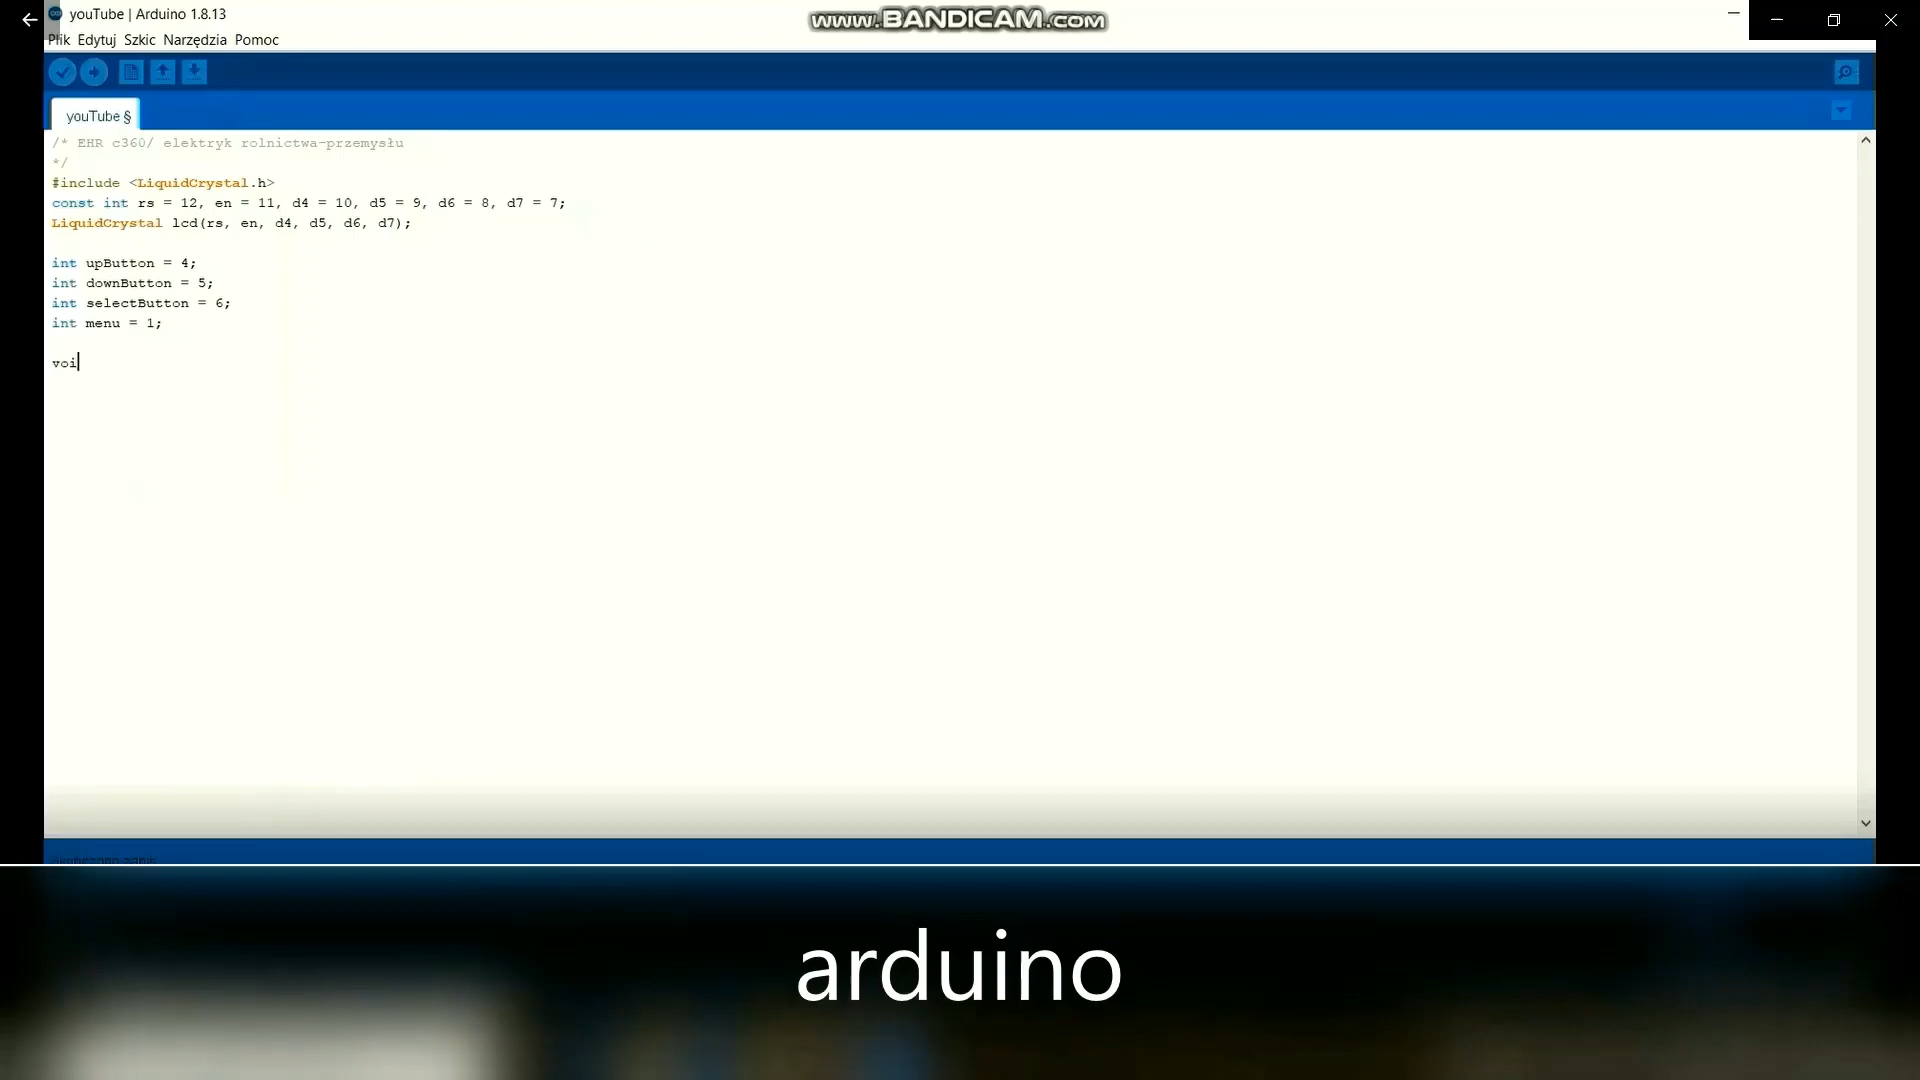 youTube | Arduino 1.8.13
www.BANDICAM.com
Plik Edytuj Szkic Narzędzia Pomoc
youTube §
/* EHR c360/ elektryk rolnictwa-przemysłu
*/
#include <LiquidCrystal.h>
const int rs = 12, en = 11, d4 = 10, d5 = 9, d6 = 8, d7 = 7;
LiquidCrystal lcd(rs, en, d4, d5, d6, d7);
int upButton = 4;
int downButton = 5;
int selectButton = 6;
int menu = 1;
voi
arduino